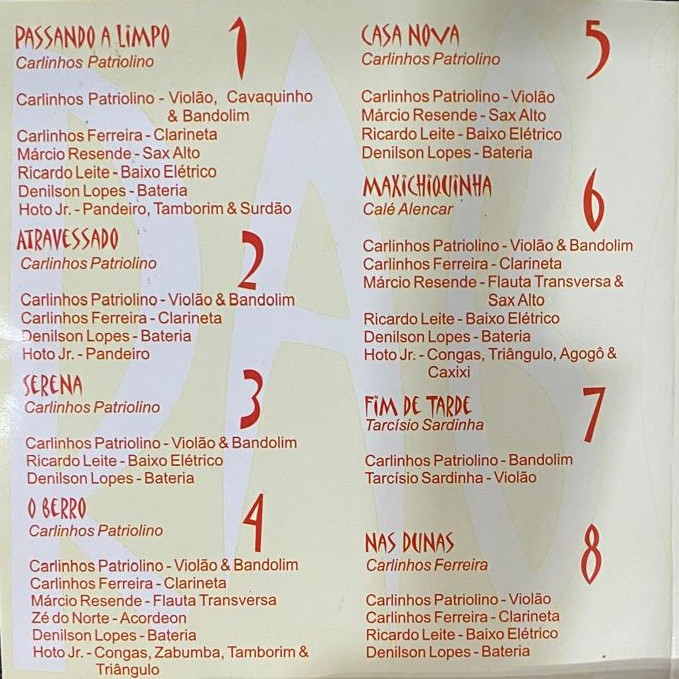 PASSANDO A LIMPO 1
Carlinhos Patriolino
Carlinhos Patriolino - Violão, Cavaquinho
& Bandolim
Carlinhos Ferreira - Clarineta
Márcio Resende - Sax Alto
Ricardo Leite - Baixo Elétrico
Denilson Lopes - Bateria
Hoto Jr. - Pandeiro, Tamborim & Surdão
ATRAVESSADO 2
Carlinhos Patriolino
Carlinhos Patriolino - Violão & Bandolim
Carlinhos Ferreira - Clarineta
Denilson Lopes - Bateria
Hoto Jr. - Pandeiro
SERENA 3
Carlinhos Patriolino
Carlinhos Patriolino - Violão & Bandolim
Ricardo Leite - Baixo Elétrico
Denilson Lopes - Bateria
O BERRO 4
Carlinhos Patriolino
Carlinhos Patriolino - Violão & Bandolim
Carlinhos Ferreira - Clarineta
Márcio Resende - Flauta Transversa
Zé do Norte - Acordeon
Denilson Lopes - Bateria
Hoto Jr. - Congas, Zabumba, Tamborim &
Triângulo
CASA NOVA 5
Carlinhos Patriolino
Carlinhos Patriolino - Violão
Márcio Resende - Sax Alto
Ricardo Leite - Baixo Elétrico
Denilson Lopes - Bateria
MAXICHIQUINHA 6
Calé Alencar
Carlinhos Patriolino - Violão & Bandolim
Carlinhos Ferreira - Clarineta
Márcio Resende - Flauta Transversa &
Sax Alto
Ricardo Leite - Baixo Elétrico
Denilson Lopes - Bateria
Hoto Jr. - Congas, Triângulo, Agogô &
Caxixi
FIM DE TARDE 7
Tarcísio Sardinha
Carlinhos Patriolino - Bandolim
Tarcísio Sardinha - Violão
NAS DUNAS 8
Carlinhos Ferreira
Carlinhos Patriolino - Violão
Carlinhos Ferreira - Clarineta
Ricardo Leite - Baixo Elétrico
Denilson Lopes - Bateria